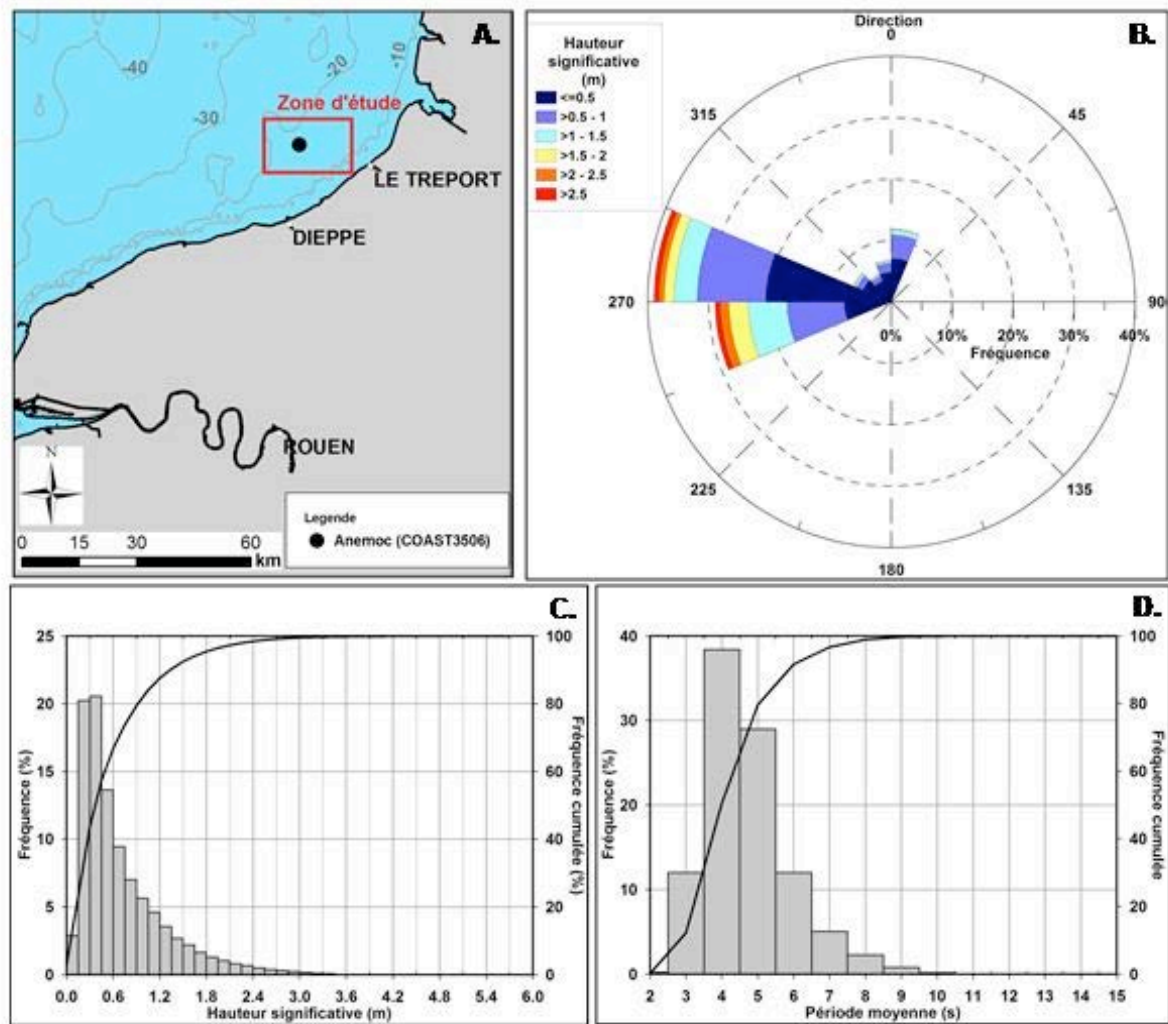 A.
-40
-30
-20
-10
Zone d'étude
LE TREPORT
DIEPPE
ROUEN
N
0 15 30 60
km
Legende
Anemoc (COAST3506)
B.
Direction
0
45
90
135
180
225
270
315
Hauteur
significative
(m)
<=0.5
>0.5 - 1
>1 - 1.5
>1.5 - 2
>2 - 2.5
>2.5
0% 10% 20% 30% 40%
Fréquence
C.
Fréquence (%)
25
20
15
10
5
0
100
80
60
40
20
0
Fréquence cumulée (%)
0.0 0.6 1.2 1.8 2.4 3.0 3.6 4.2 4.8 5.4 6.0
Hauteur significative (m)
D.
Fréquence (%)
40
30
20
10
0
100
80
60
40
20
0
Fréquence cumulée
2 3 4 5 6 7 8 9 10 11 12 13 14 15
Période moyenne (s)